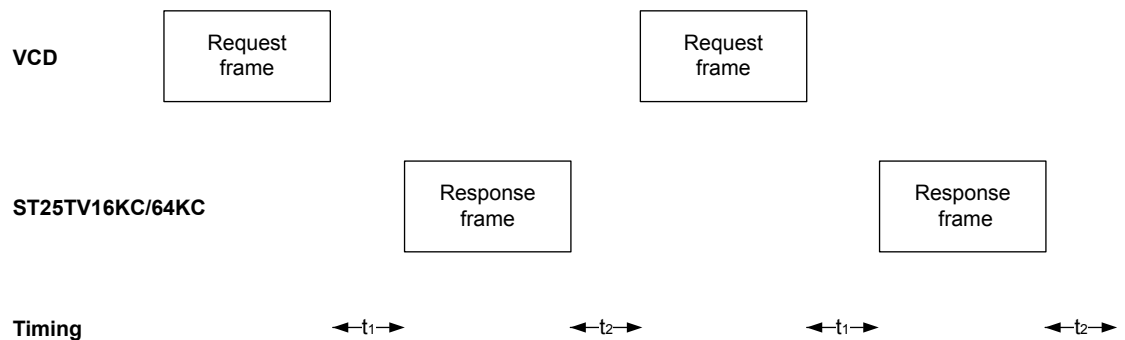 VCD
Request
frame
Request
frame
ST25TV16KC/64KC
Response
frame
Response
frame
Timing
t1
t2
t1
t2